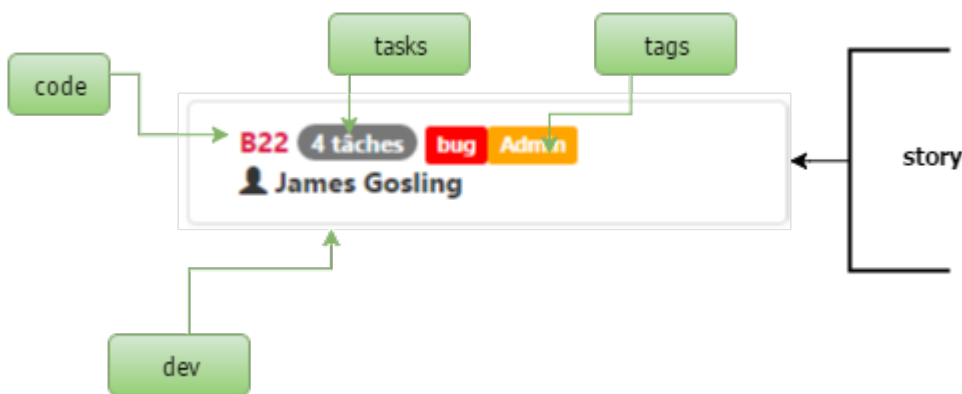 tasks
tags
code
B22 4 tâches bug Admin
James Gosling
story
dev